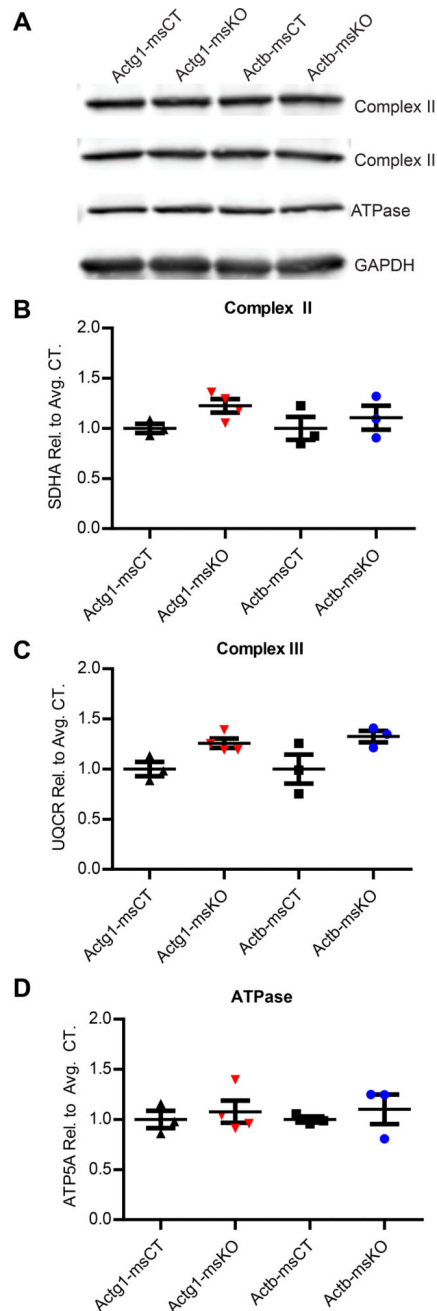 A
Actg1-msCT Actg1-msKO Actb-msCT Actb-msKO
Complex II
Complex II
ATPase
GAPDH
B
Complex II
SDHA Rel. to Avg. CT.
2.0
1.5
1.0
0.5
0.0
Actg1-msCT Actg1-msKO Actb-msCT Actb-msKO
C
Complex III
UQCR Rel. to Avg. CT.
2.0
1.5
1.0
0.5
0.0
Actg1-msCT Actg1-msKO Actb-msCT Actb-msKO
D
ATPase
ATP5A Rel. to Avg. CT.
2.0
1.5
1.0
0.5
0.0
Actg1-msCT Actg1-msKO Actb-msCT Actb-msKO